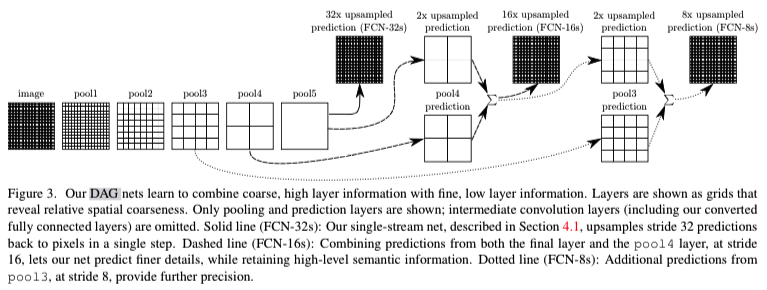 32x upsampled
prediction (FCN-32s)
2x upsampled
prediction
16x upsampled
prediction (FCN-16s)
2x upsampled
prediction
8x upsampled
prediction (FCN-8s)
image
pool1
pool2
pool3
pool4
pool5
pool4
prediction
pool3
prediction
Σ
Σ
Figure 3. Our DAG nets learn to combine coarse, high layer information with fine, low layer information. Layers are shown as grids that
reveal relative spatial coarseness. Only pooling and prediction layers are shown; intermediate convolution layers (including our converted
fully connected layers) are omitted. Solid line (FCN-32s): Our single-stream net, described in Section 4.1, upsamples stride 32 predictions
back to pixels in a single step. Dashed line (FCN-16s): Combining predictions from both the final layer and the pool4 layer, at stride
16, lets our net predict finer details, while retaining high-level semantic information. Dotted line (FCN-8s): Additional predictions from
pool3, at stride 8, provide further precision.